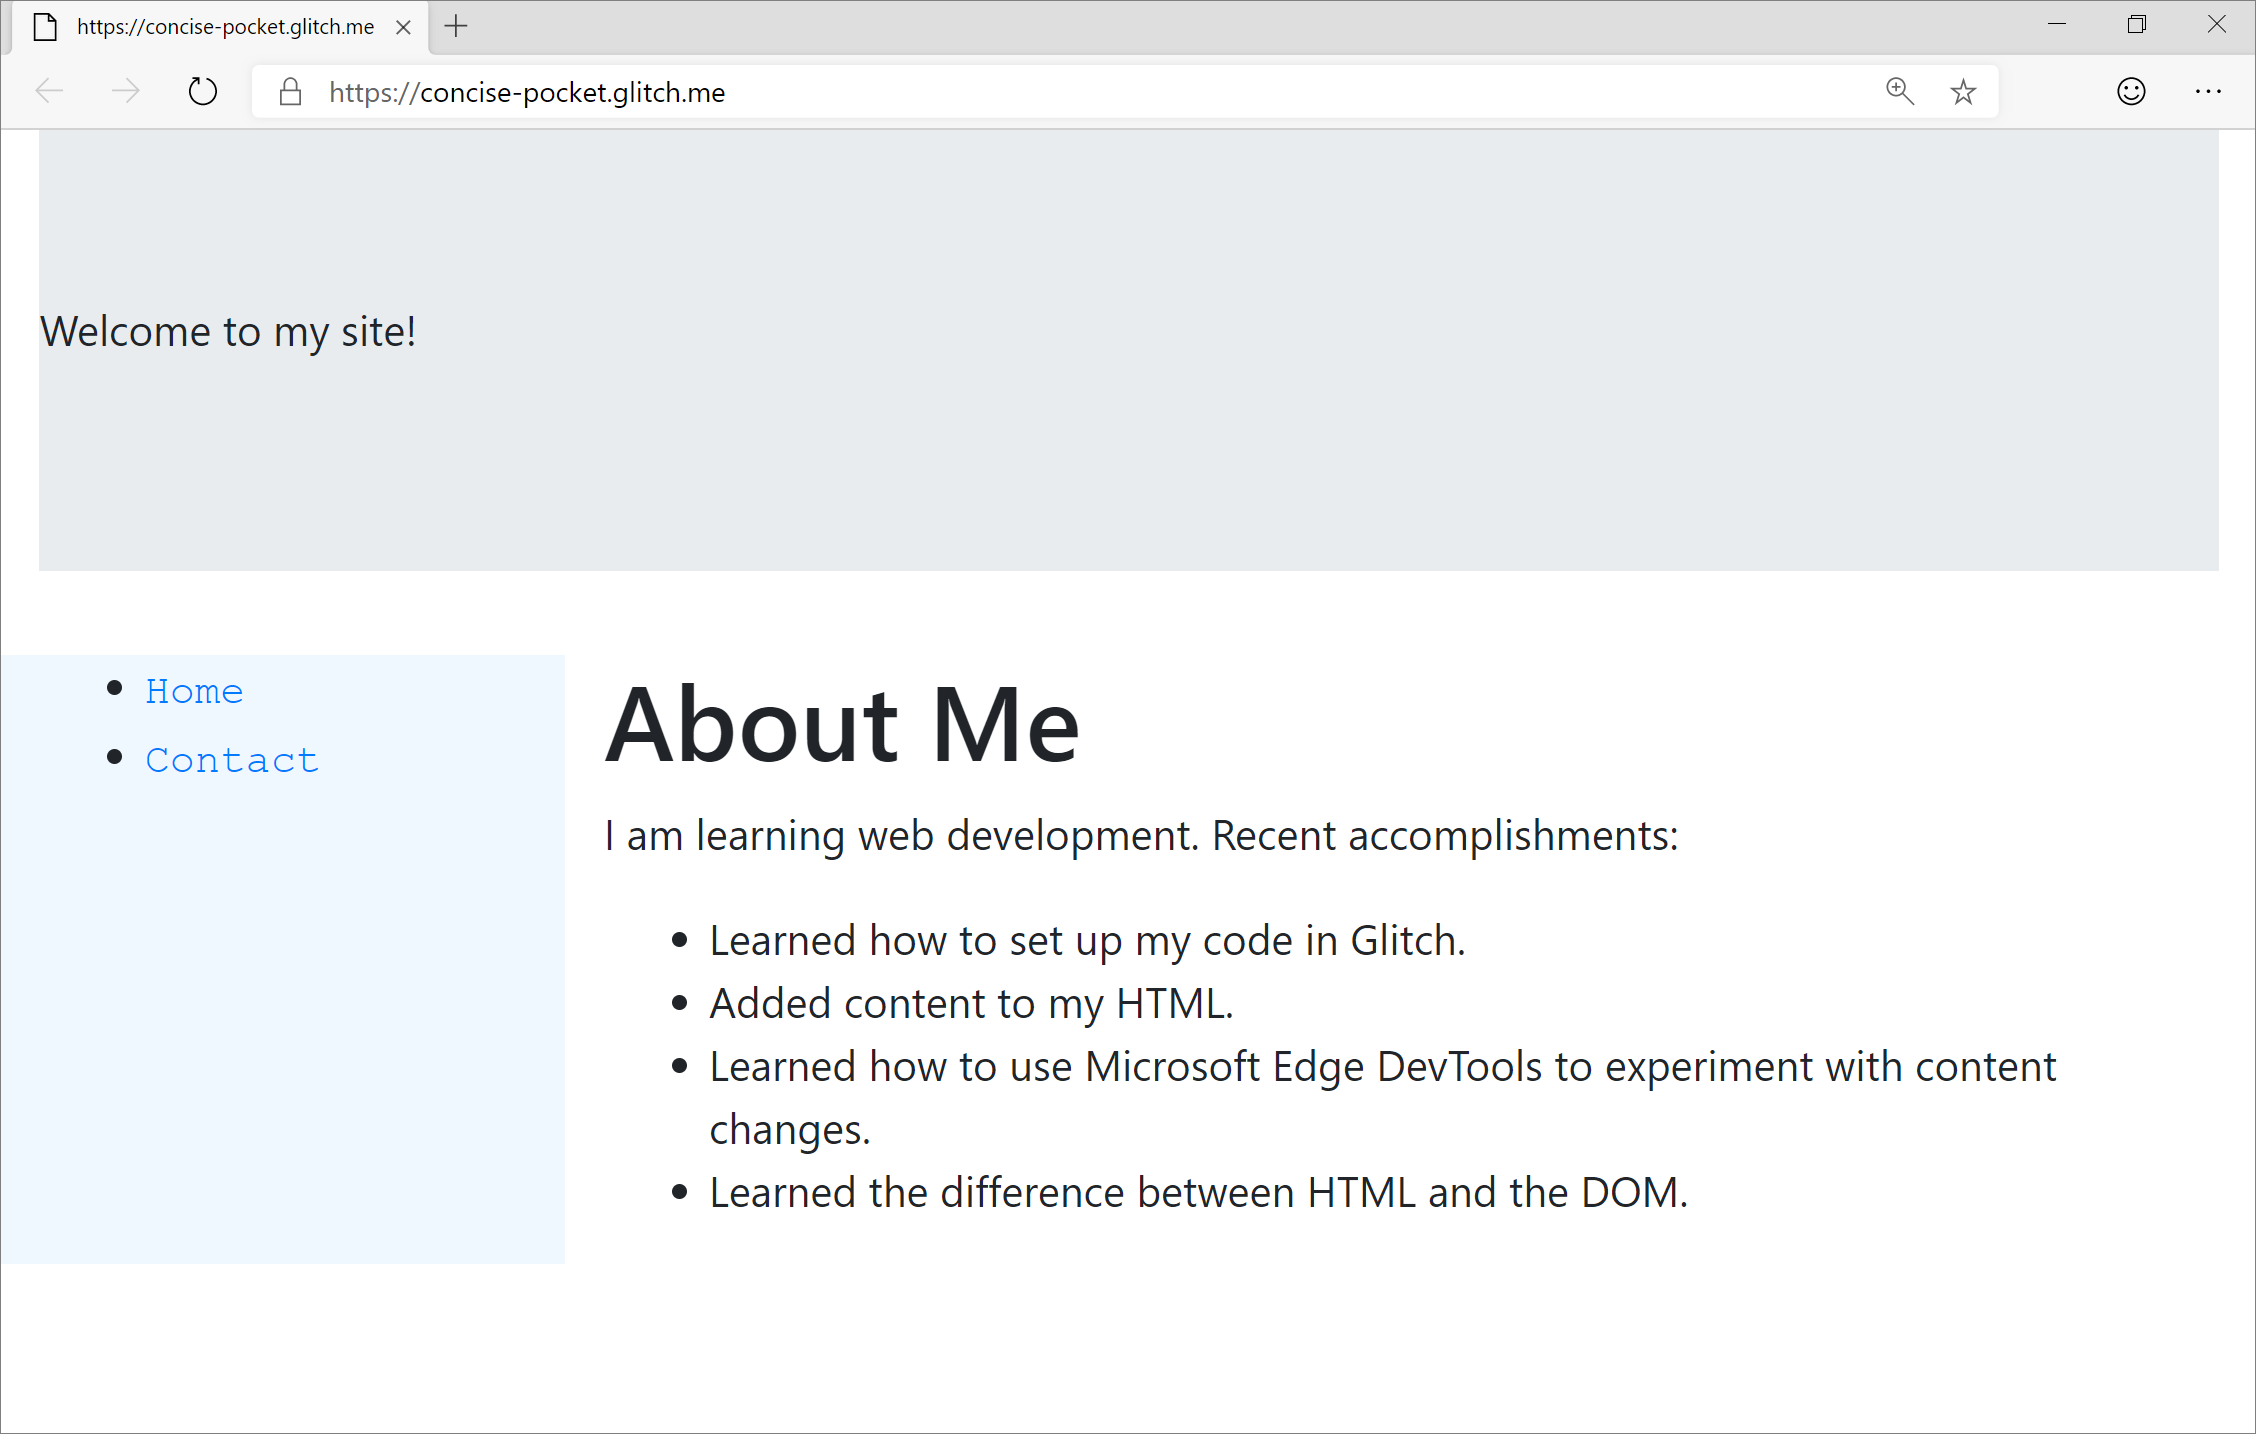 https://concise-pocket.glitch.me
https://concise-pocket.glitch.me
Welcome to my site!
Home
Contact
About Me
I am learning web development. Recent accomplishments:
Learned how to set up my code in Glitch.
Added content to my HTML.
Learned how to use Microsoft Edge DevTools to experiment with content
changes.
Learned the difference between HTML and the DOM.